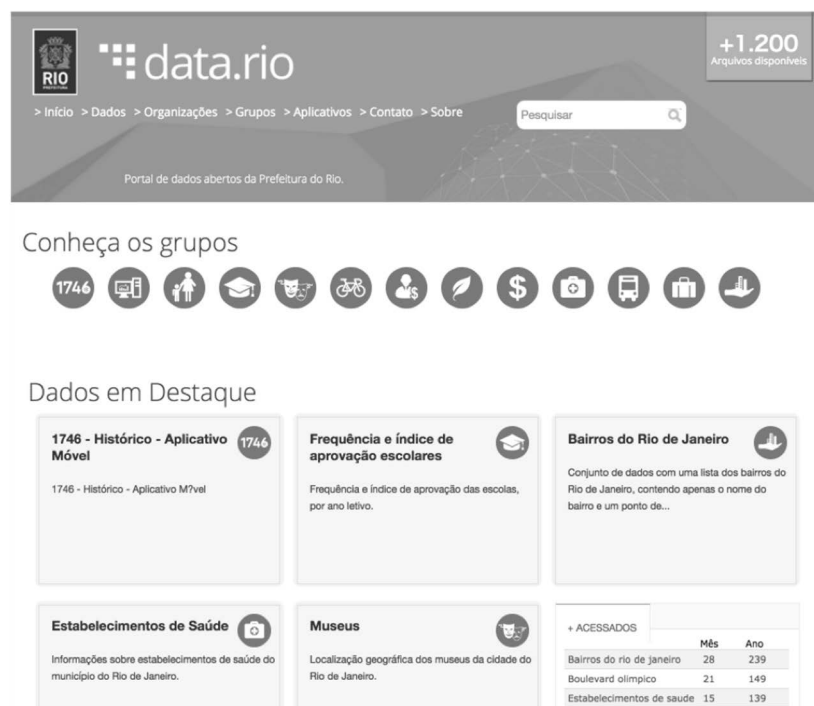 +1.200
Arquivos disponíveis
RIO
PREFEITURA
data.rio
> Início > Dados > Organizações > Grupos > Aplicativos > Contato > Sobre
Pesquisar
Portal de dados abertos da Prefeitura do Rio.
Conheça os grupos
1746
$
Dados em Destaque
1746 - Histórico - Aplicativo
Móvel
1746
1746 - Histórico - Aplicativo M?vel
Frequência e índice de
aprovação escolares
Frequência e índice de aprovação das escolas,
por ano letivo.
Bairros do Rio de Janeiro
Conjunto de dados com uma lista dos bairros do
Rio de Janeiro, contendo apenas o nome do
bairro e um ponto de...
Estabelecimentos de Saúde
Informações sobre estabelecimentos de saúde do
município do Rio de Janeiro.
Museus
Localização geográfica dos museus da cidade do
Rio de Janeiro.
+ ACESSADOS
Mês Ano
Bairros do rio de janeiro 28 239
Boulevard olimpico 21 149
Estabelecimentos de saude 15 139